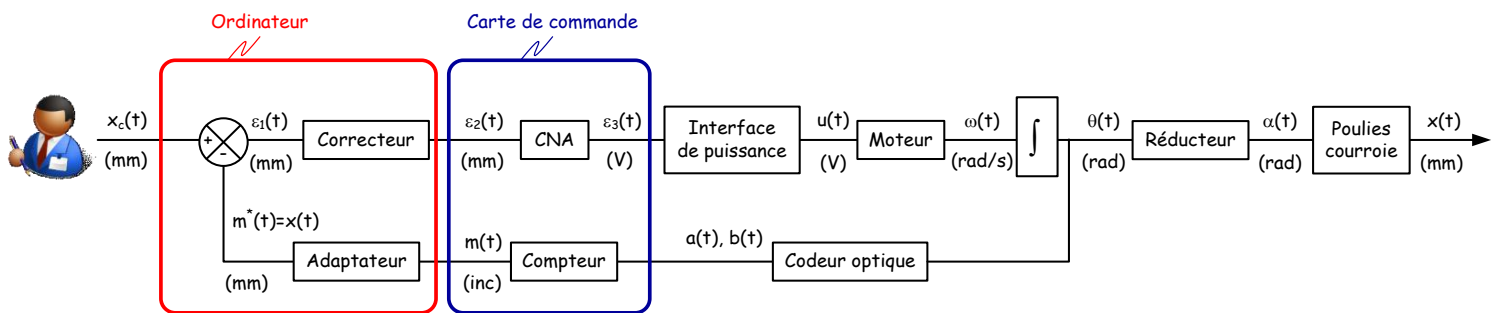 Ordinateur
Carte de commande
x_c(t)
(mm)
+
-
ε₁(t)
(mm)
Correcteur
ε₂(t)
(mm)
CNA
ε₃(t)
(V)
Interface
de puissance
u(t)
(V)
Moteur
ω(t)
(rad/s)
∫
θ(t)
(rad)
Réducteur
α(t)
(rad)
Poulies
courroie
x(t)
(mm)
m*(t)=x(t)
(mm)
Adaptateur
m(t)
(inc)
Compteur
a(t), b(t)
Codeur optique